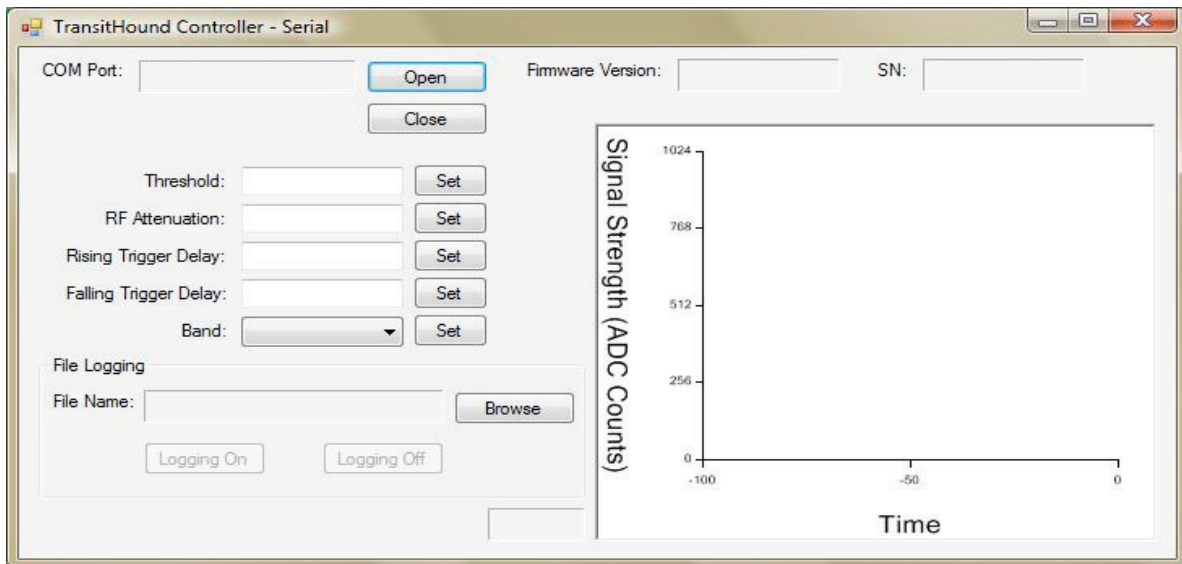 TransitHound Controller - Serial
COM Port:
Open
Firmware Version:
SN:
Close
Threshold:
Set
RF Attenuation:
Set
Rising Trigger Delay:
Set
Falling Trigger Delay:
Set
Band:
Set
File Logging
File Name:
Browse
Logging On
Logging Off
Signal Strength (ADC Counts)
1024
768
512
256
0
-100
-50
0
Time